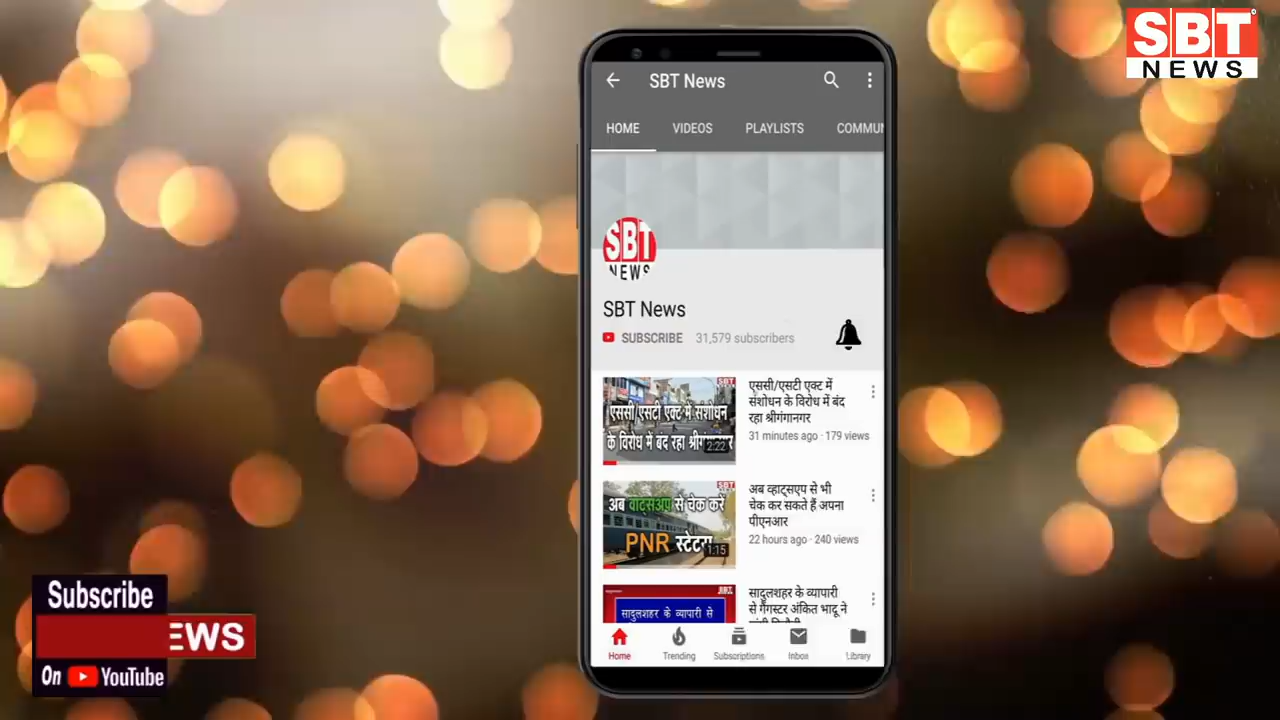 SBT
NEWS
SBT News
HOME VIDEOS PLAYLISTS COMMUN
SBT
NEWS
SBT News
SUBSCRIBE 31,579 subscribers
एससी एसटी एक्ट में संशोधन
के विरोध में बंद रहा
2:22
एससी/एसटी एक्ट में
संशोधन के विरोध में बंद
रहा श्रीगंगानगर
31 minutes ago · 179 views
अब वाट्सअप से चेक करें
PNR स्टेटस
1:15
अब व्हाट्सएप से भी
चेक कर सकते हैं अपना
पीएनआर
22 hours ago · 240 views
सादुलशहर के व्यापारी से
सादुलशहर के व्यापारी
से गैंगस्टर अंकित भादू ने
Home Trending Subscriptions Inbox Library
Subscribe
EWS
On YouTube